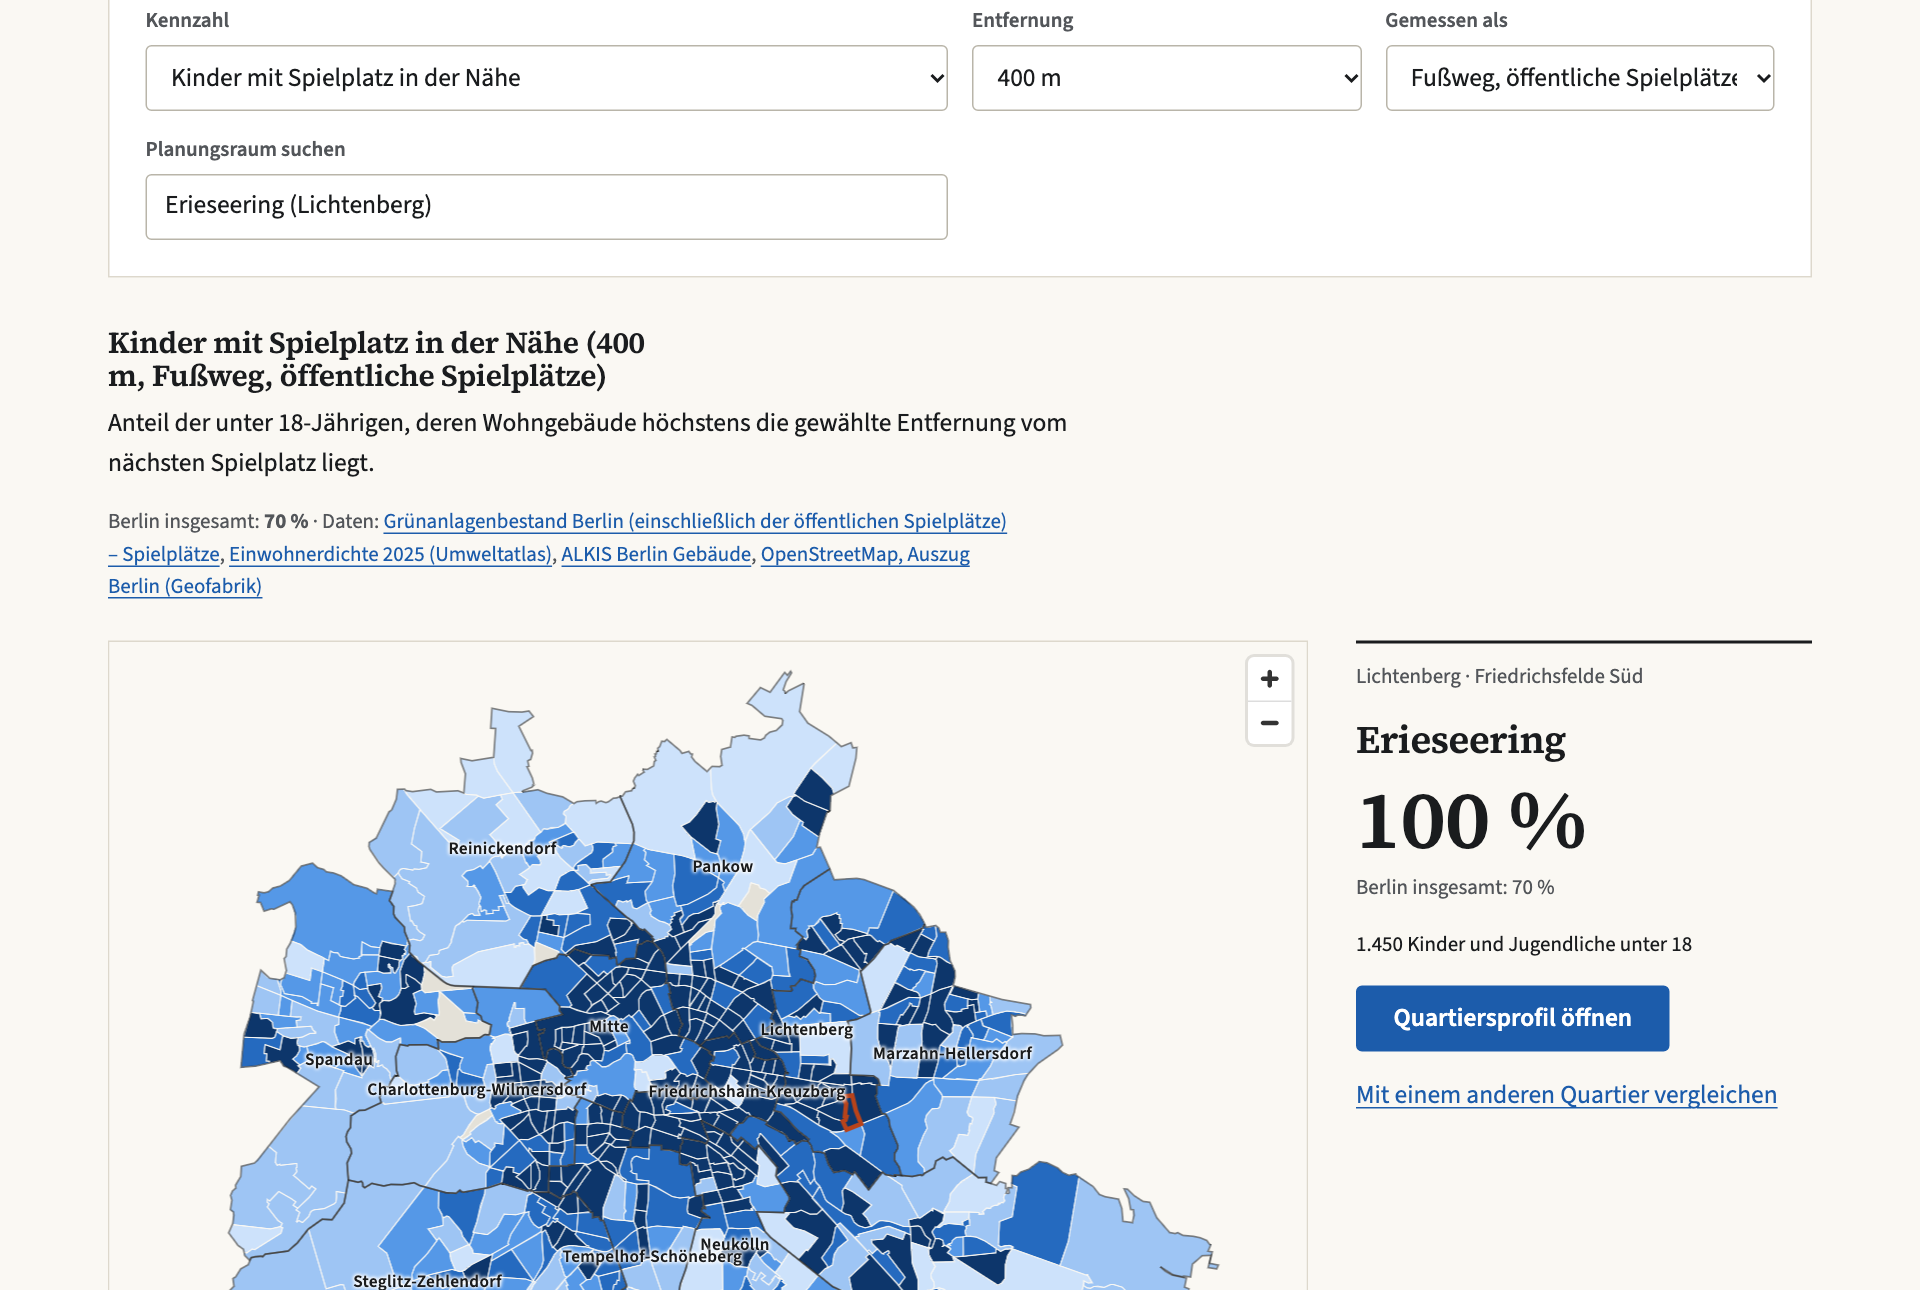 Kennzahl
Entfernung
Gemessen als
Kinder mit Spielplatz in der Nähe
400 m
Fußweg, öffentliche Spielplätze
Planungsraum suchen
Erieseering (Lichtenberg)
Kinder mit Spielplatz in der Nähe (400
m, Fußweg, öffentliche Spielplätze)
Anteil der unter 18-Jährigen, deren Wohngebäude höchstens die gewählte Entfernung vom
nächsten Spielplatz liegt.
Berlin insgesamt: 70 % · Daten: Grünanlagenbestand Berlin (einschließlich der öffentlichen Spielplätze)
– Spielplätze, Einwohnerdichte 2025 (Umweltatlas), ALKIS Berlin Gebäude, OpenStreetMap, Auszug
Berlin (Geofabrik)
+
−
Reinickendorf
Pankow
Mitte
Lichtenberg
Marzahn-Hellersdorf
Spandau
Charlottenburg-Wilmersdorf
Friedrichshain-Kreuzberg
Neukölln
Tempelhof-Schöneberg
Steglitz-Zehlendorf
Lichtenberg · Friedrichsfelde Süd
Erieseering
100 %
Berlin insgesamt: 70 %
1.450 Kinder und Jugendliche unter 18
Quartiersprofil öffnen
Mit einem anderen Quartier vergleichen